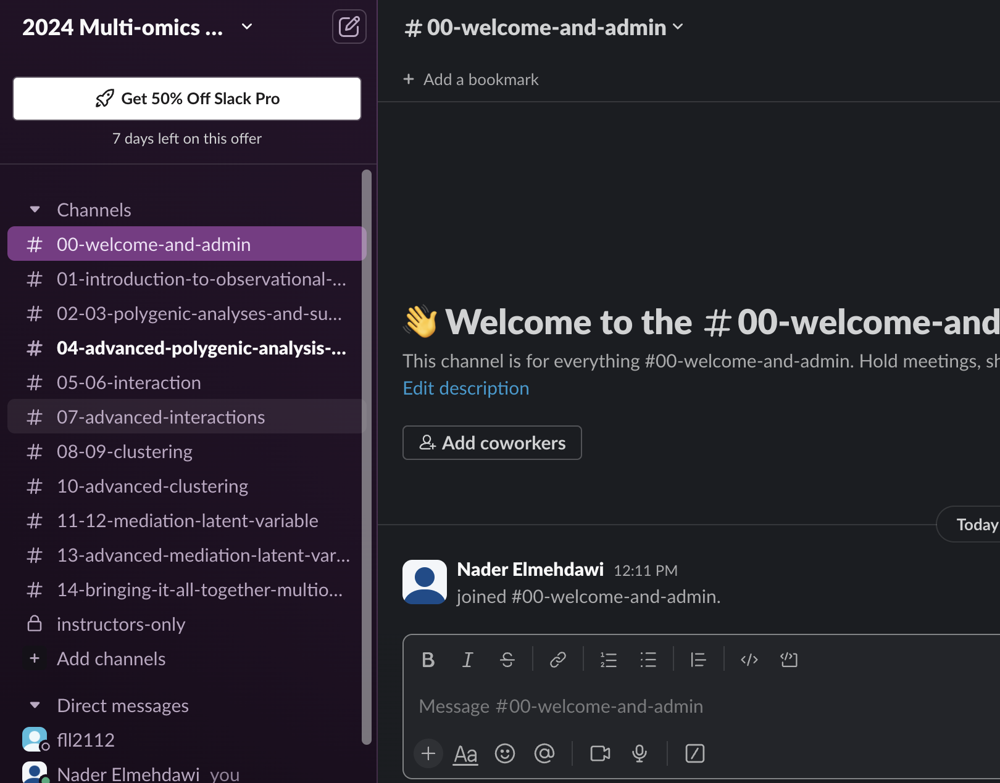 2024 Multi-omics ...
Get 50% Off Slack Pro
7 days left on this offer
Channels
# 00-welcome-and-admin
# 01-introduction-to-observational-...
# 02-03-polygenic-analyses-and-su...
# 04-advanced-polygenic-analysis-...
# 05-06-interaction
# 07-advanced-interactions
# 08-09-clustering
# 10-advanced-clustering
# 11-12-mediation-latent-variable
# 13-advanced-mediation-latent-var...
# 14-bringing-it-all-together-multio...
instructors-only
+ Add channels
Direct messages
fll2112
Nader Elmehdawi you
# 00-welcome-and-admin
+ Add a bookmark
👋 Welcome to the # 00-welcome-and
This channel is for everything #00-welcome-and-admin. Hold meetings, sh
Edit description
Add coworkers
Today
Nader Elmehdawi 12:11 PM
joined #00-welcome-and-admin.
B I S
Message #00-welcome-and-admin
+ Aa @